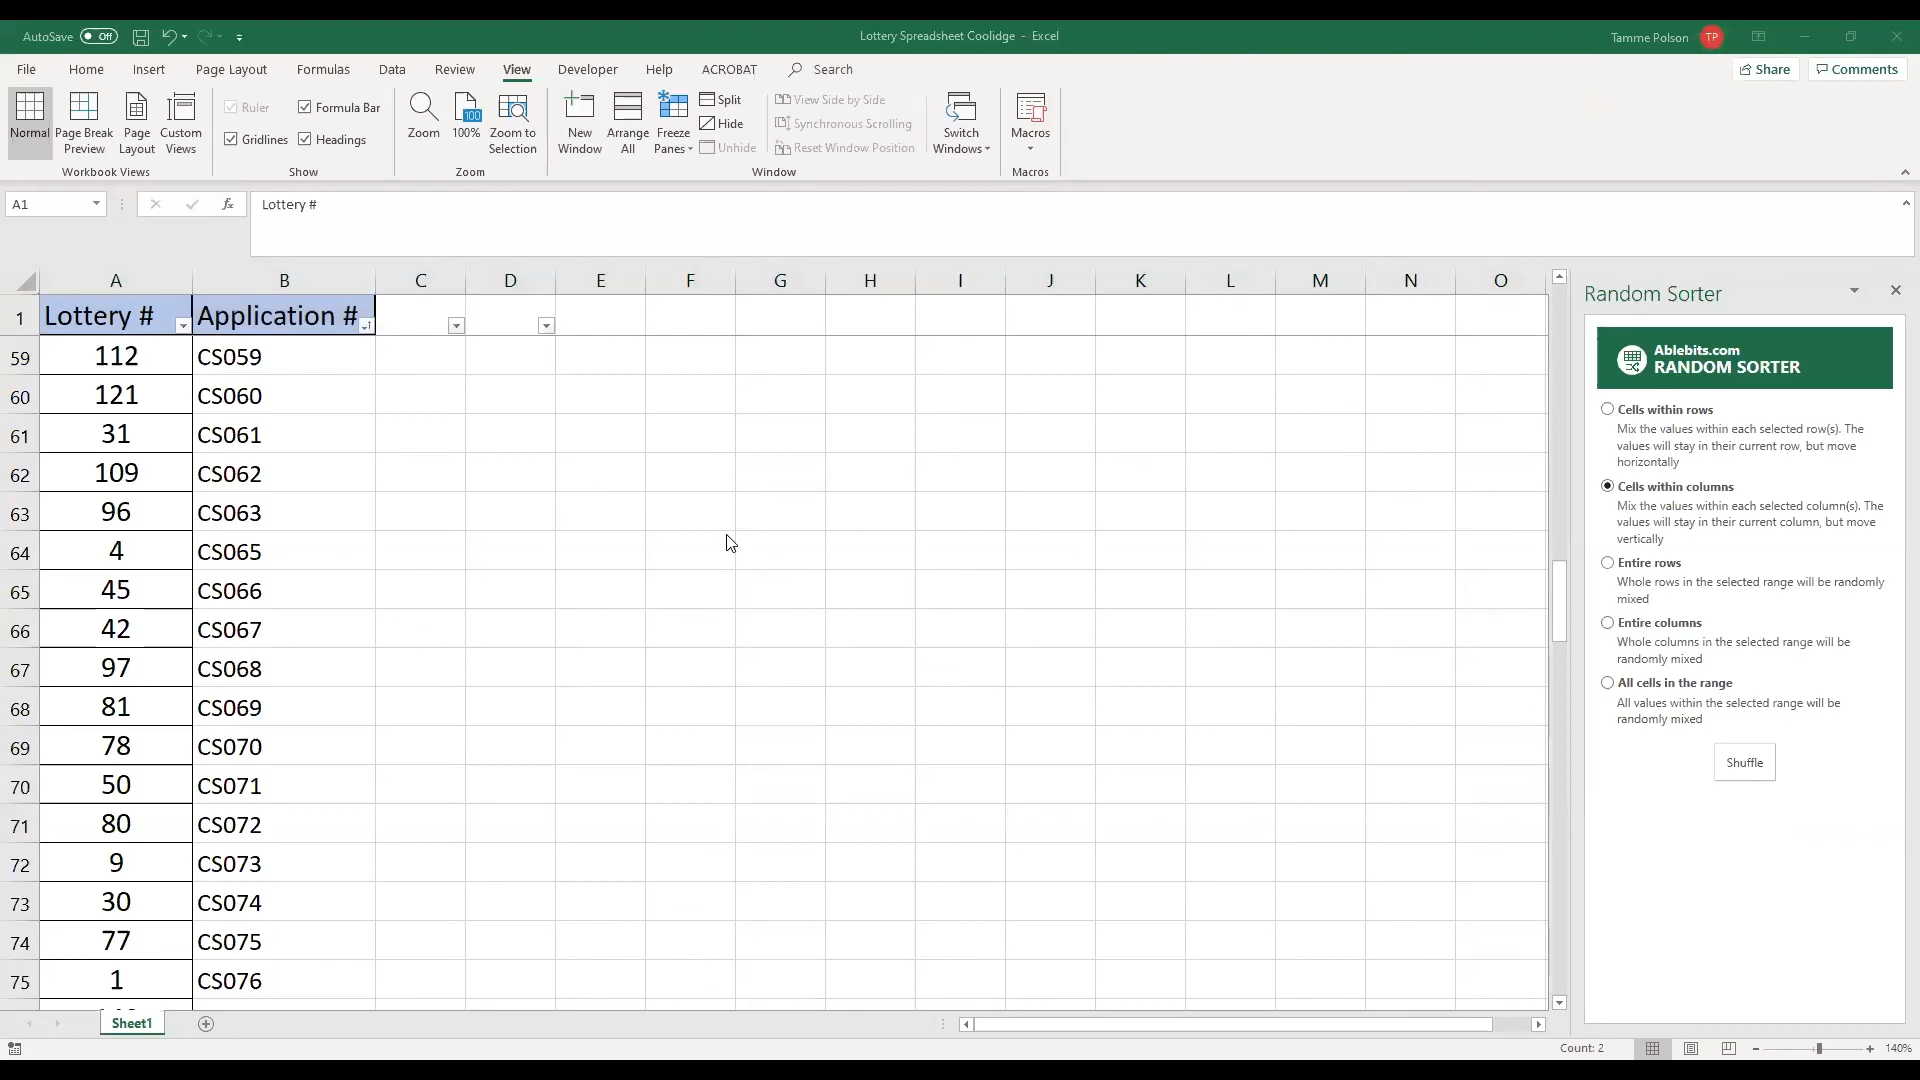 AutoSave Off
Lottery Spreadsheet Coolidge - Excel
Tamme Polson TP
File Home Insert Page Layout Formulas Data Review View Developer Help ACROBAT Search
Share Comments
Normal
Page Break Preview
Page Layout
Custom Views
Workbook Views
Ruler Formula Bar
Gridlines Headings
Show
Zoom
100 100%
Zoom to Selection
Zoom
New Window
Arrange All
Freeze Panes
Split
Hide
Unhide
View Side by Side
Synchronous Scrolling
Reset Window Position
Window
Switch Windows
Macros
Macros
A1 fx Lottery #
A B C D E F G H I J K L M N O
1 Lottery # Application #
59 112 CS059
60 121 CS060
61 31 CS061
62 109 CS062
63 96 CS063
64 4 CS065
65 45 CS066
66 42 CS067
67 97 CS068
68 81 CS069
69 78 CS070
70 50 CS071
71 80 CS072
72 9 CS073
73 30 CS074
74 77 CS075
75 1 CS076
Random Sorter
Ablebits.com
RANDOM SORTER
Cells within rows
Mix the values within each selected row(s). The
values will stay in their current row, but move
horizontally
Cells within columns
Mix the values within each selected column(s). The
values will stay in their current column, but move
vertically
Entire rows
Whole rows in the selected range will be randomly
mixed
Entire columns
Whole columns in the selected range will be
randomly mixed
All cells in the range
All values within the selected range will be
randomly mixed
Shuffle
Sheet1
Count: 2
140%